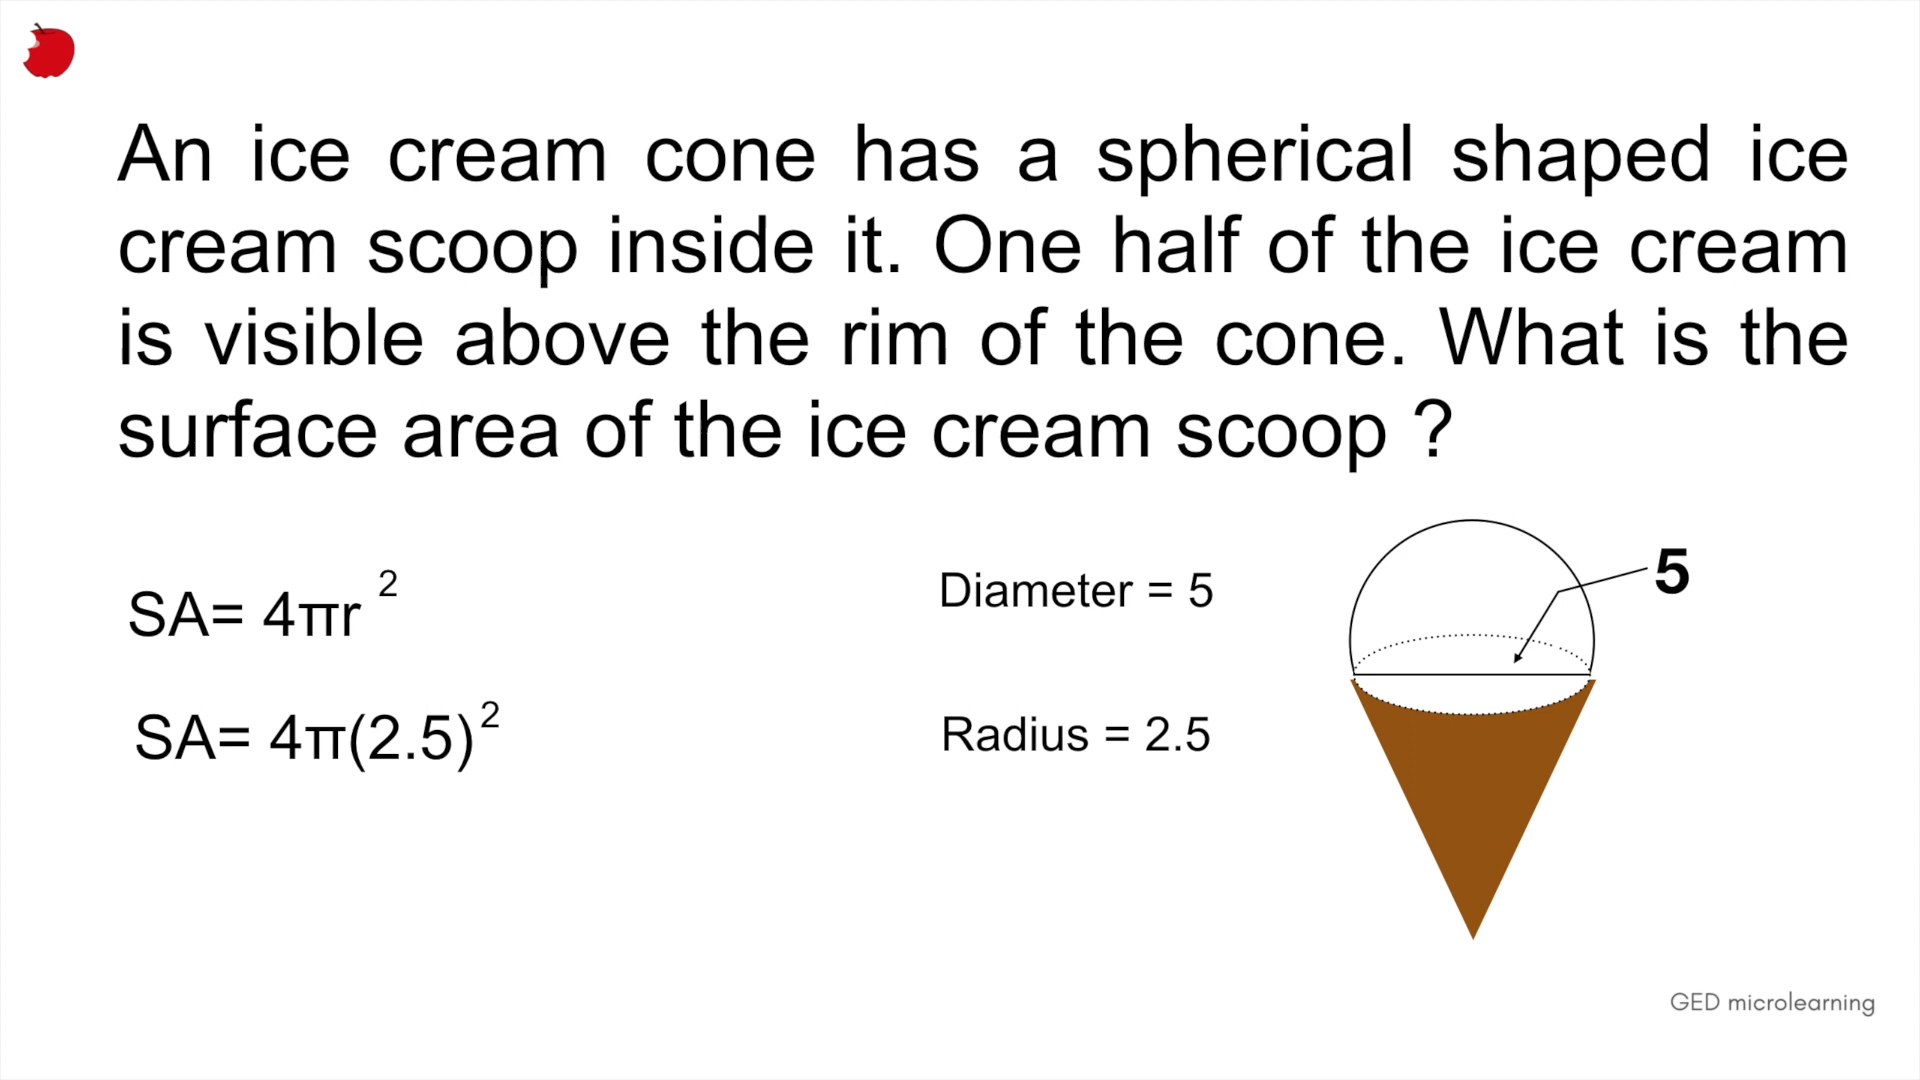 An ice cream cone has a spherical shaped ice
cream scoop inside it. One half of the ice cream
is visible above the rim of the cone. What is the
surface area of the ice cream scoop ?
SA= 4πr ²
Diameter = 5
5
SA= 4π(2.5)²
Radius = 2.5
GED microlearning